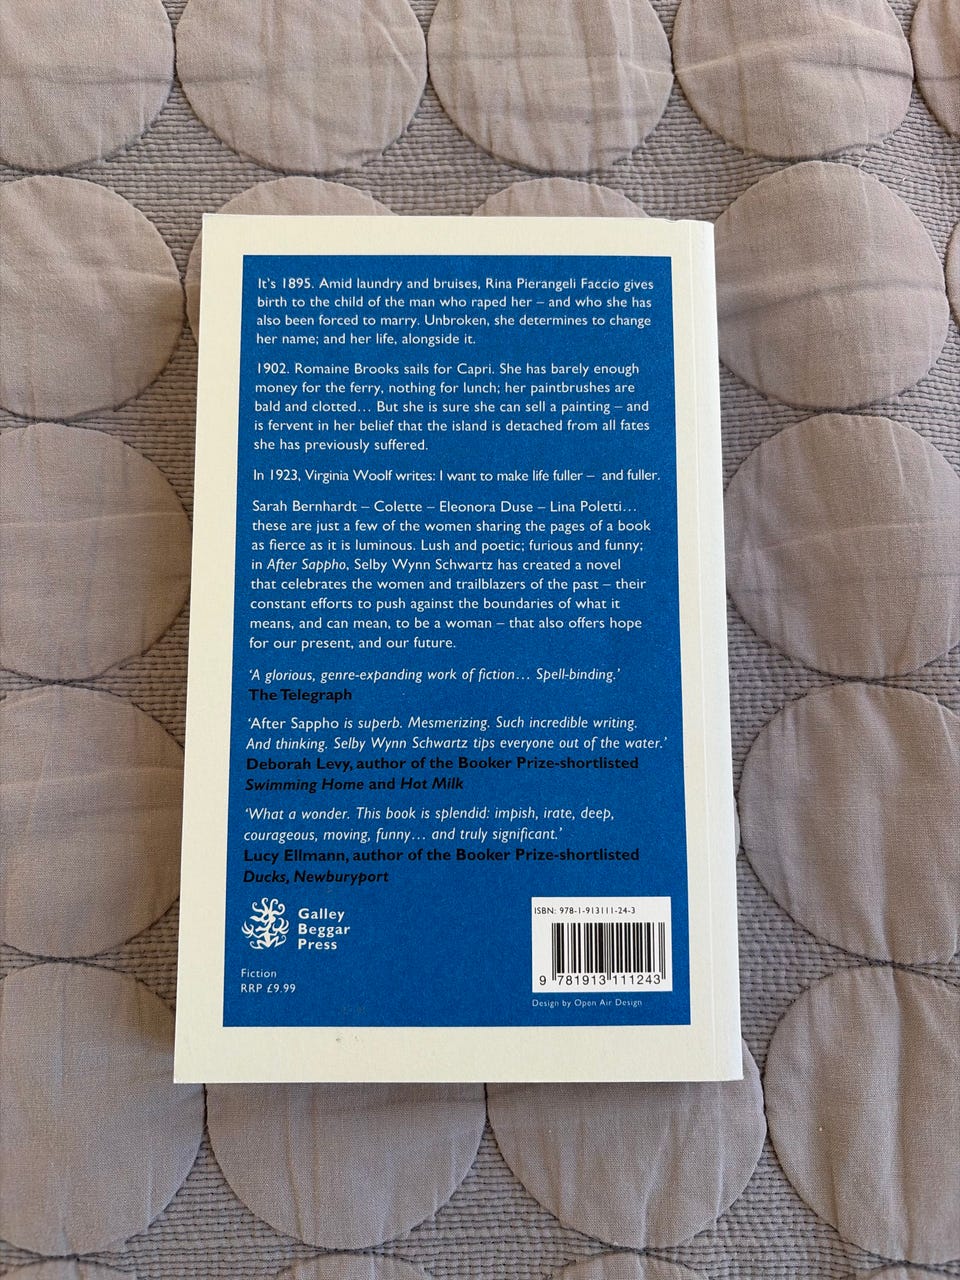 It's 1895. Amid laundry and bruises, Rina Pierangeli Faccio gives
birth to the child of the man who raped her – and who she has
also been forced to marry. Unbroken, she determines to change
her name; and her life, alongside it.
1902. Romaine Brooks sails for Capri. She has barely enough
money for the ferry, nothing for lunch; her paintbrushes are
bald and clotted... But she is sure she can sell a painting – and
is fervent in her belief that the island is detached from all fates
she has previously suffered.
In 1923, Virginia Woolf writes: I want to make life fuller – and fuller.
Sarah Bernhardt – Colette – Eleonora Duse – Lina Poletti...
these are just a few of the women sharing the pages of a book
as fierce as it is luminous. Lush and poetic; furious and funny;
in After Sappho, Selby Wynn Schwartz has created a novel
that celebrates the women and trailblazers of the past – their
constant efforts to push against the boundaries of what it
means, and can mean, to be a woman – that also offers hope
for our present, and our future.
'A glorious, genre-expanding work of fiction... Spell-binding.'
The Telegraph
'After Sappho is superb. Mesmerizing. Such incredible writing.
And thinking. Selby Wynn Schwartz tips everyone out of the water.'
Deborah Levy, author of the Booker Prize-shortlisted
Swimming Home and Hot Milk
'What a wonder. This book is splendid: impish, irate, deep,
courageous, moving, funny... and truly significant.'
Lucy Ellmann, author of the Booker Prize-shortlisted
Ducks, Newburyport
Galley
Beggar
Press
Fiction
RRP £9.99
ISBN: 978-1-913111-24-3
9 781913 111243
Design by Open Air Design